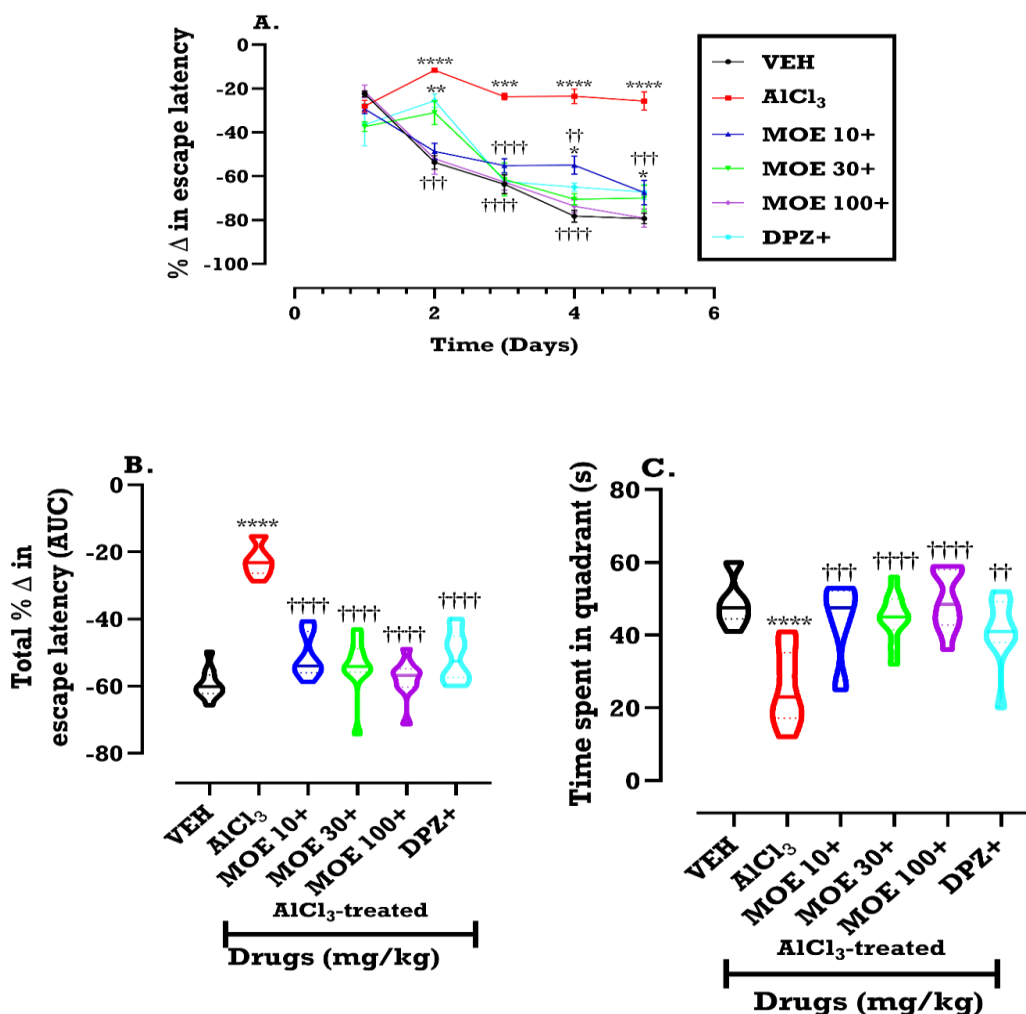 A.
% Δ in escape latency
0
-20
-40
-60
-80
-100
****
**
***
****
****
††††
††
*
†††
*
†††
††††
††††
0
2
4
6
Time (Days)
VEH
AlCl₃
MOE 10+
MOE 30+
MOE 100+
DPZ+
B.
Total % Δ in
escape latency (AUC)
0
-20
-40
-60
-80
****
††††
††††
††††
††††
VEH
AlCl₃
MOE 10+
MOE 30+
MOE 100+
DPZ+
AlCl₃-treated
Drugs (mg/kg)
C.
Time spent in quadrant (s)
80
60
40
20
0
****
†††
††††
††††
††
VEH
AlCl₃
MOE 10+
MOE 30+
MOE 100+
DPZ+
AlCl₃-treated
Drugs (mg/kg)